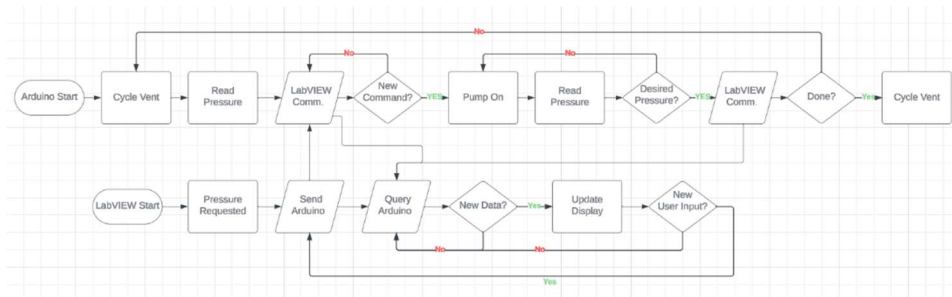 No
No
No
Arduino Start
Cycle Vent
Read
Pressure
LabVIEW
Comm.
New
Command?
YES
Pump On
Read
Pressure
Desired
Pressure?
YES
LabVIEW
Comm.
Done?
Yes
Cycle Vent
LabVIEW Start
Pressure
Requested
Send
Arduino
Query
Arduino
New Data?
Yes
Update
Display
New
User Input?
No
No
Yes